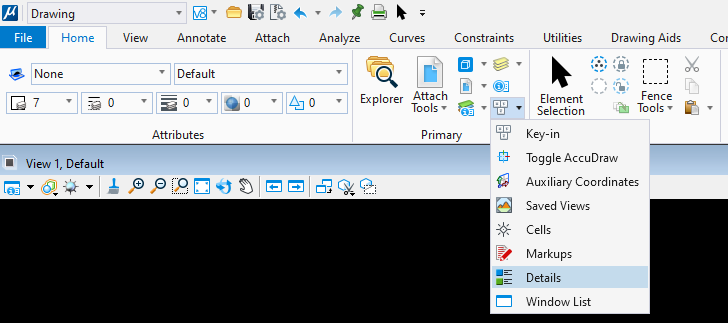 Drawing
V8
File Home View Annotate Attach Analyze Curves Constraints Utilities Drawing Aids Co
None
Default
7 0 0 0 0
Attributes
Explorer
Attach Tools
Primary
Element Selection
Fence Tools
Key-in
Toggle AccuDraw
Auxiliary Coordinates
Saved Views
Cells
Markups
Details
Window List
View 1, Default